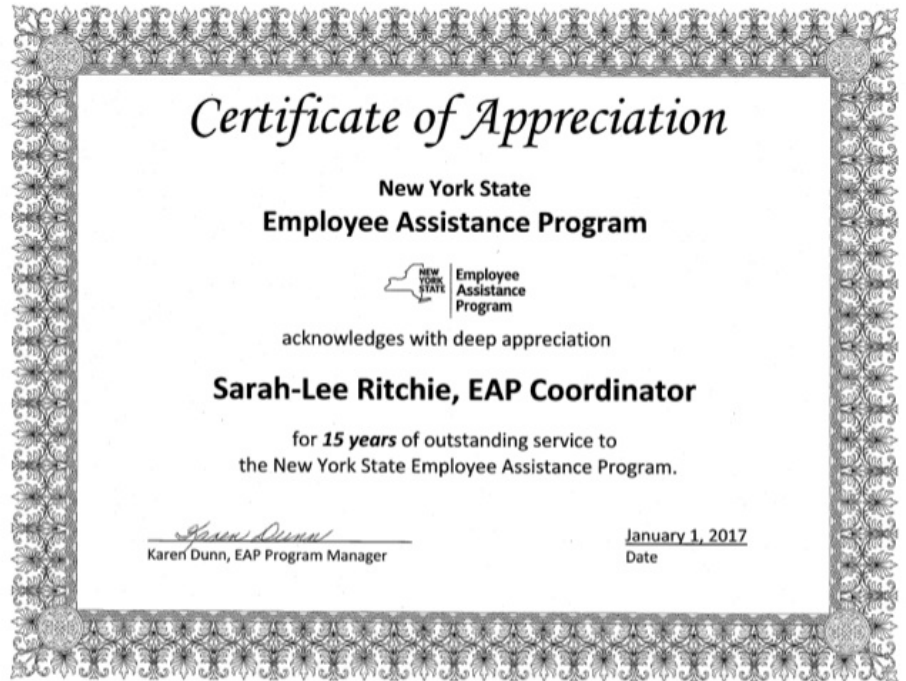 Certificate of Appreciation
New York State
Employee Assistance Program
NEW
YORK
STATE
Employee
Assistance
Program
acknowledges with deep appreciation
Sarah-Lee Ritchie, EAP Coordinator
for 15 years of outstanding service to
the New York State Employee Assistance Program.
Karen Dunn
Karen Dunn, EAP Program Manager
January 1, 2017
Date